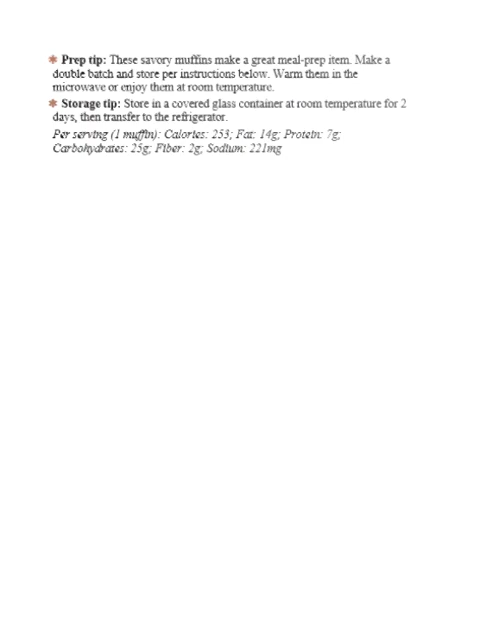 ✱ Prep tip: These savory muffins make a great meal-prep item. Make a
double batch and store per instructions below. Warm them in the
microwave or enjoy them at room temperature.
✱ Storage tip: Store in a covered glass container at room temperature for 2
days, then transfer to the refrigerator.
Per serving (1 muffin): Calories: 253; Fat: 14g; Protein: 7g;
Carbohydrates: 25g; Fiber: 2g; Sodium: 221mg